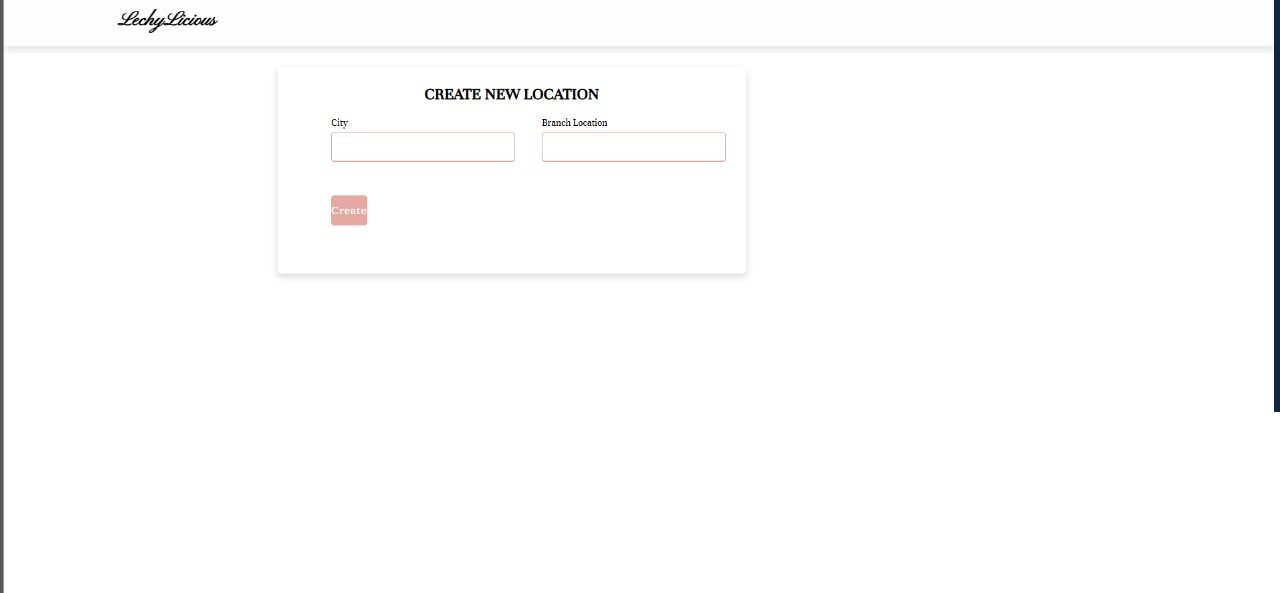 LechyLicious
CREATE NEW LOCATION
City
Branch Location
Create